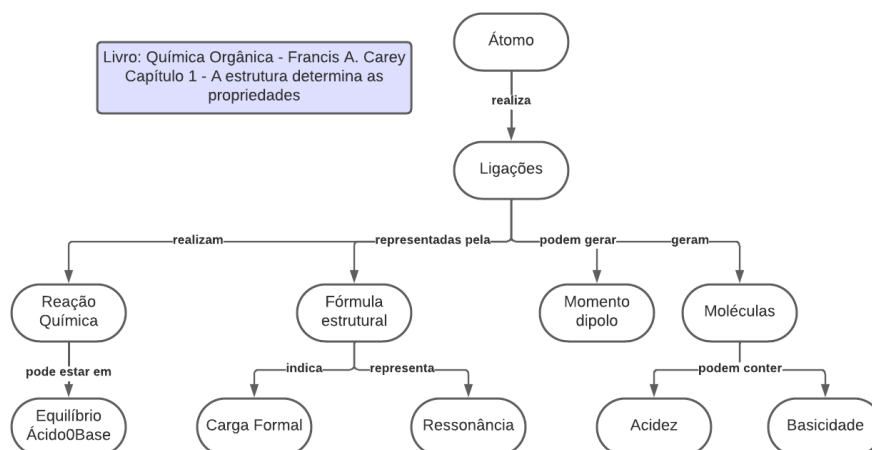 Livro: Química Orgânica - Francis A. Carey
Capítulo 1 - A estrutura determina as
propriedades
Átomo
realiza
Ligações
realizam
representadas pela
podem gerar
geram
Reação
Química
Fórmula
estrutural
Momento
dipolo
Moléculas
pode estar em
indica
representa
podem conter
Equilíbrio
Ácido0Base
Carga Formal
Ressonância
Acidez
Basicidade